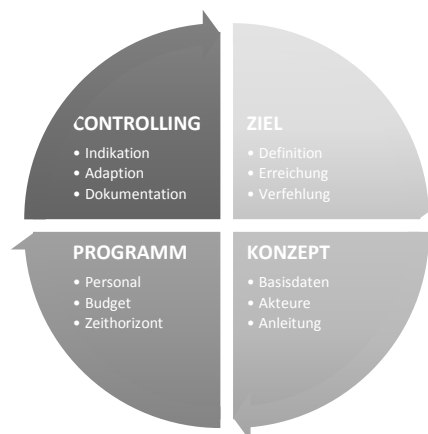 CONTROLLING
• Indikation
• Adaption
• Dokumentation
ZIEL
• Definition
• Erreichung
• Verfehlung
PROGRAMM
• Personal
• Budget
• Zeithorizont
KONZEPT
• Basisdaten
• Akteure
• Anleitung